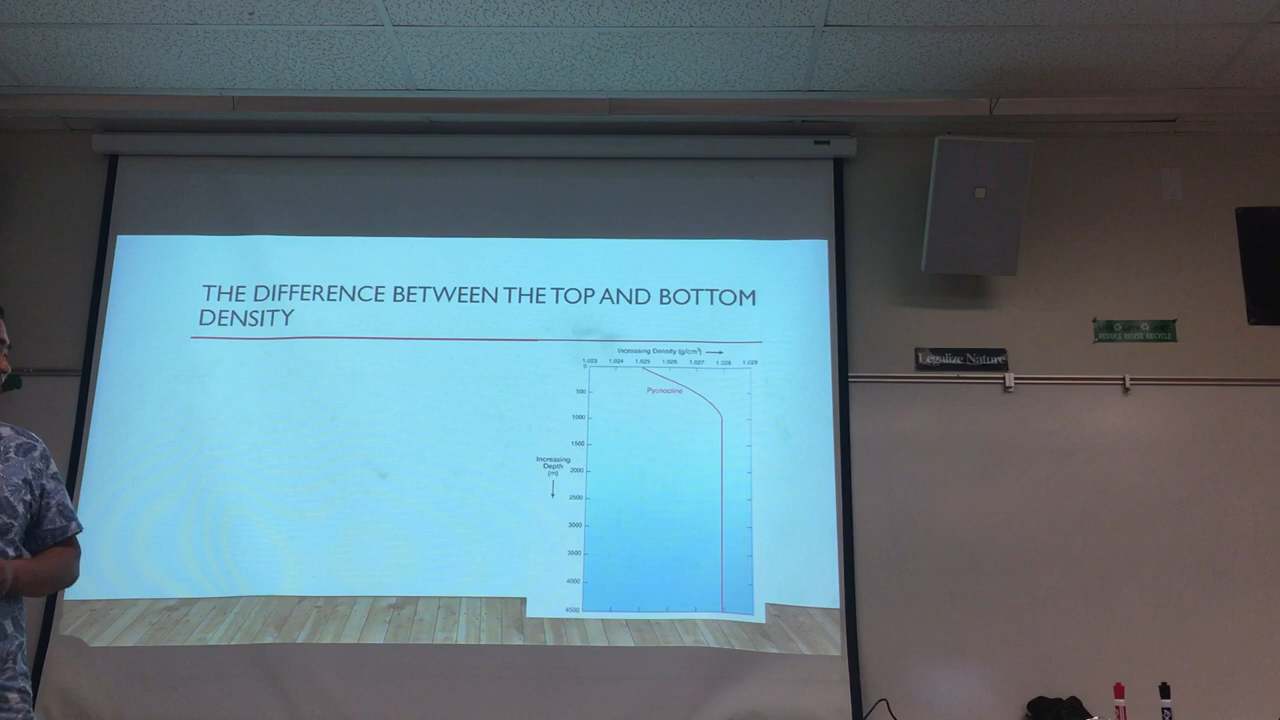 THE DIFFERENCE BETWEEN THE TOP AND BOTTOM
DENSITY
Increasing Density (g/cm³)
1.023 1.024 1.025 1.026 1.027 1.028 1.029
0
Pycnocline
500
1000
1500
Increasing
Depth
(m)
2000
2500
3000
3500
4000
4500
REDUCE REUSE RECYCLE
Legalize Nature